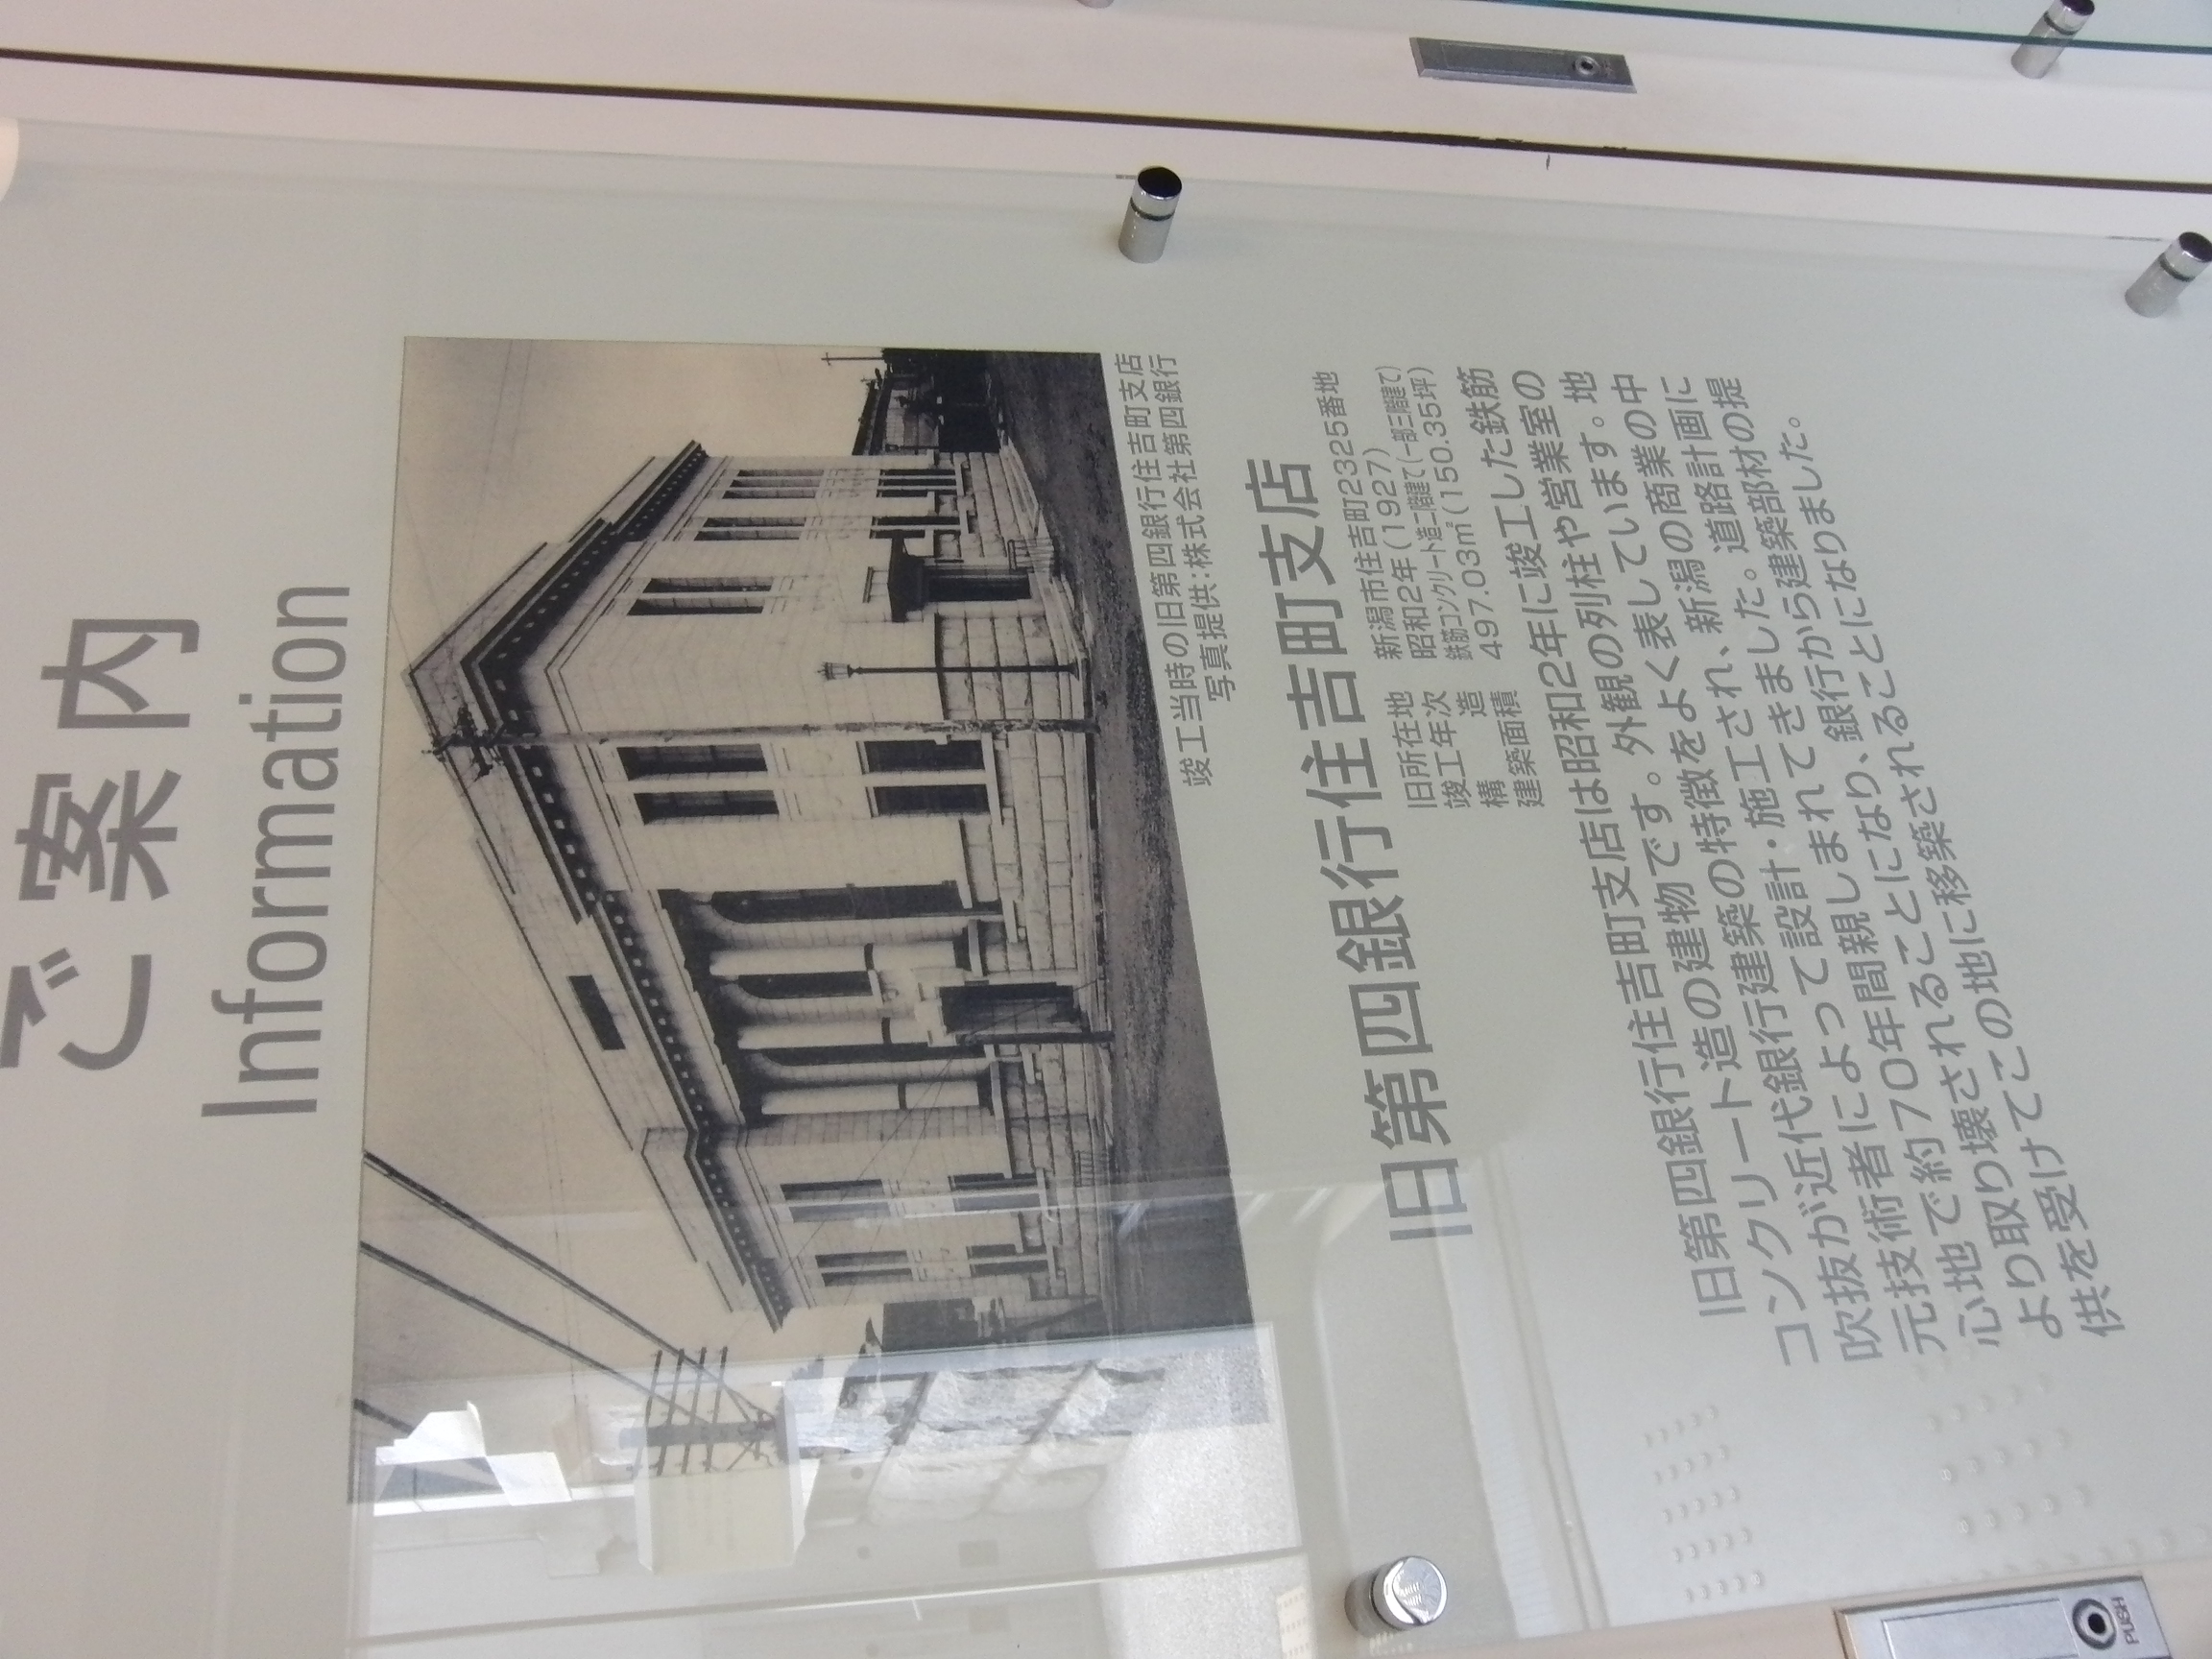 ご案内
Information
竣工当時の旧第四銀行住吉町支店
写真提供:株式会社第四銀行
旧第四銀行住吉町支店
旧所在地 新潟市住吉町2325番地
竣工年次 昭和2年(1927)
構造 鉄筋コンクリート造二階建て(一部三階建て)
建築面積 497.03㎡(150.35坪)
旧第四銀行住吉町支店は昭和2年に竣工した鉄筋
コンクリート造の建物です。外観の列柱や営業室の
吹抜が近代銀行建築の特徴をよく表しています。地
元技術者によって設計・施工され、新潟の商業の中
心地で約70年間親しまれてきました。道路計画に
より取り壊されることになり、銀行から建築部材の提
供を受けてこの地に移築されることになりました。
PUSH